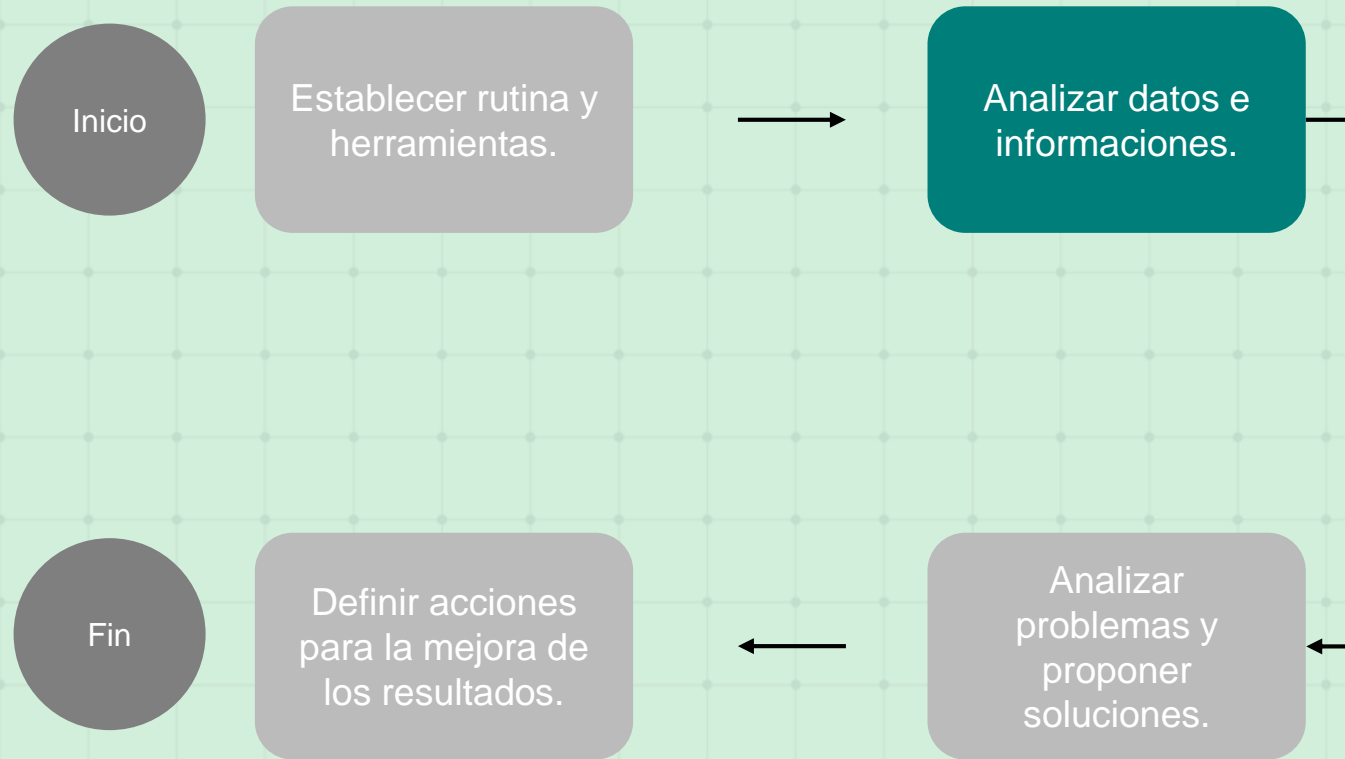 Inicio
Establecer rutina y
herramientas.
Analizar datos e
informaciones.
Fin
Definir acciones
para la mejora de
los resultados.
Analizar
problemas y
proponer
soluciones.